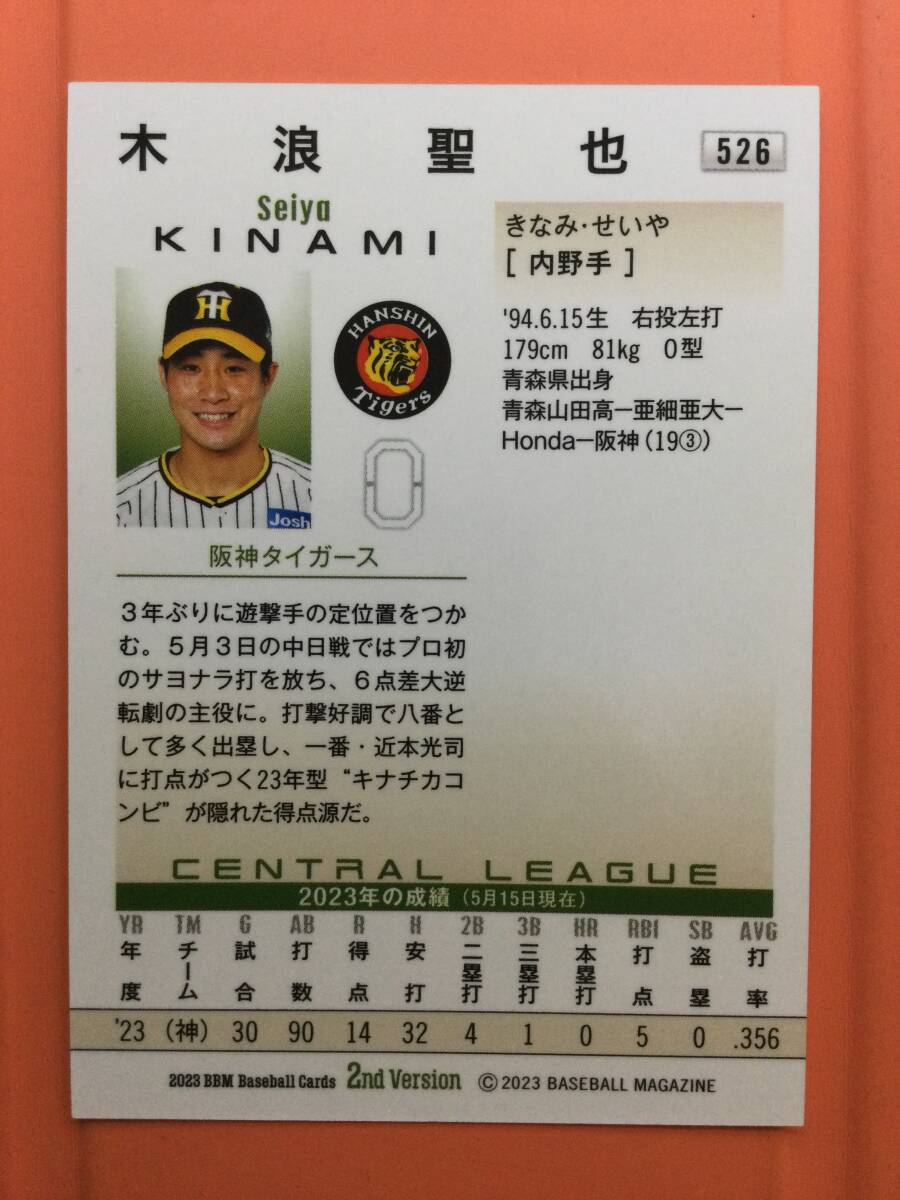 木浪聖也
526
Seiya
KINAMI
きなみ・せいや
[ 内野手 ]
'94.6.15生 右投左打
179cm 81kg O型
青森県出身
青森山田高ー亜細亜大ー
Hondaー阪神(19③)
HANSHIN
Tigers
0
Josh
阪神タイガース
3年ぶりに遊撃手の定位置をつか
む。5月3日の中日戦ではプロ初
のサヨナラ打を放ち、6点差大逆
転劇の主役に。打撃好調で八番と
して多く出塁し、一番・近本光司
に打点がつく23年型“キナチカコ
ンビ”が隠れた得点源だ。
CENTRAL LEAGUE
2023年の成績(5月15日現在)
YR TM G AB R H 2B 3B HR RBI SB AVG
年度 チーム 試合 打数 得点 安打 二塁打 三塁打 本塁打 打点 盗塁 打率
'23 (神) 30 90 14 32 4 1 0 5 0 .356
2023 BBM Baseball Cards 2nd Version ©2023 BASEBALL MAGAZINE